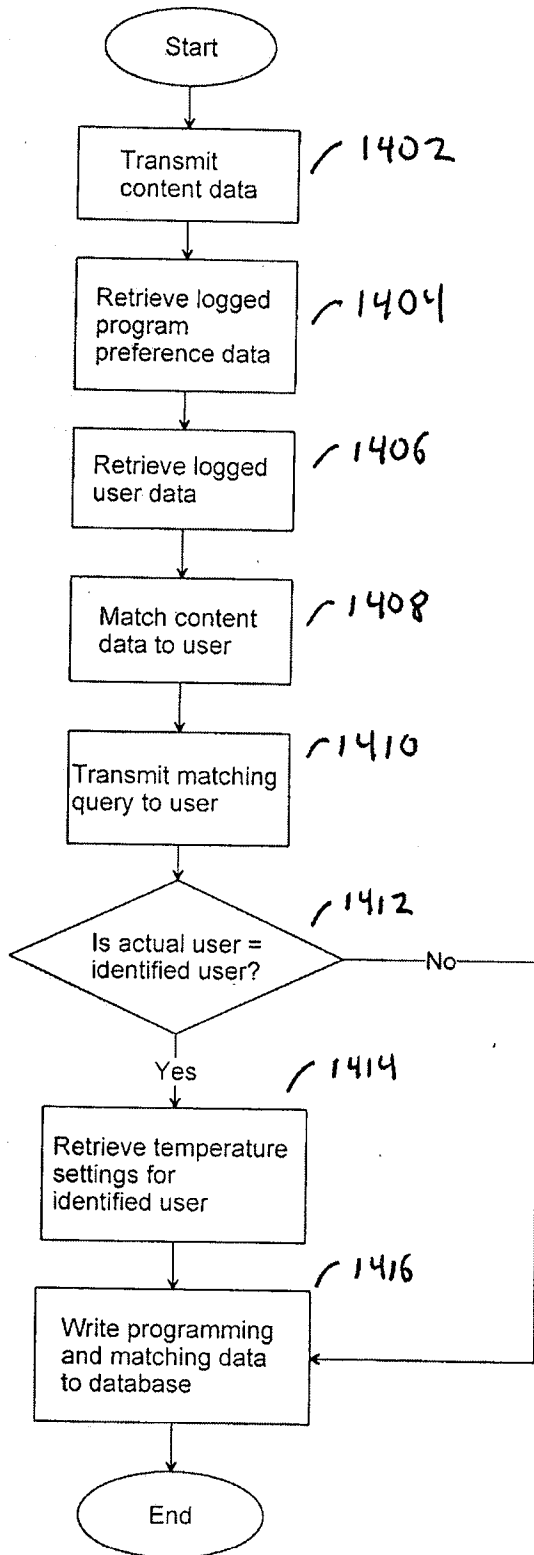 Start
1402
Transmit
content data
1404
Retrieve logged
program
preference data
1406
Retrieve logged
user data
1408
Match content
data to user
1410
Transmit matching
query to user
1412
Is actual user =
identified user?
No
Yes
1414
Retrieve temperature
settings for
identified user
1416
Write programming
and matching data
to database
End